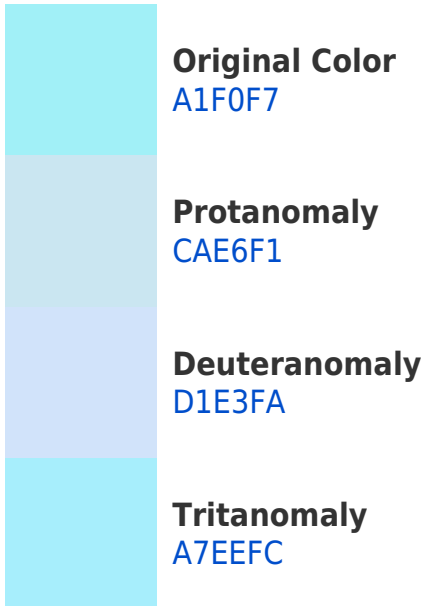 Original Color
A1F0F7
Protanomaly
CAE6F1
Deuteranomaly
D1E3FA
Tritanomaly
A7EEFC